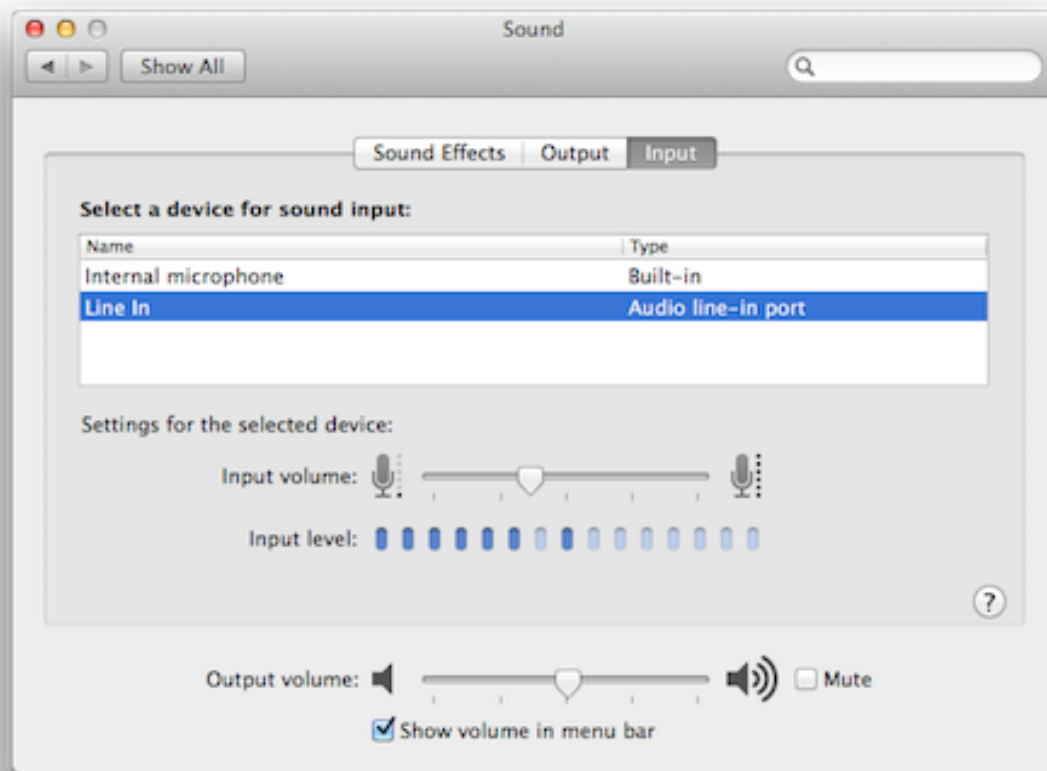 Sound
Show All
Sound Effects Output Input
Select a device for sound input:
Name Type
Internal microphone Built-in
Line In Audio line-in port
Settings for the selected device:
Input volume:
Input level:
?
Output volume: Mute
Show volume in menu bar